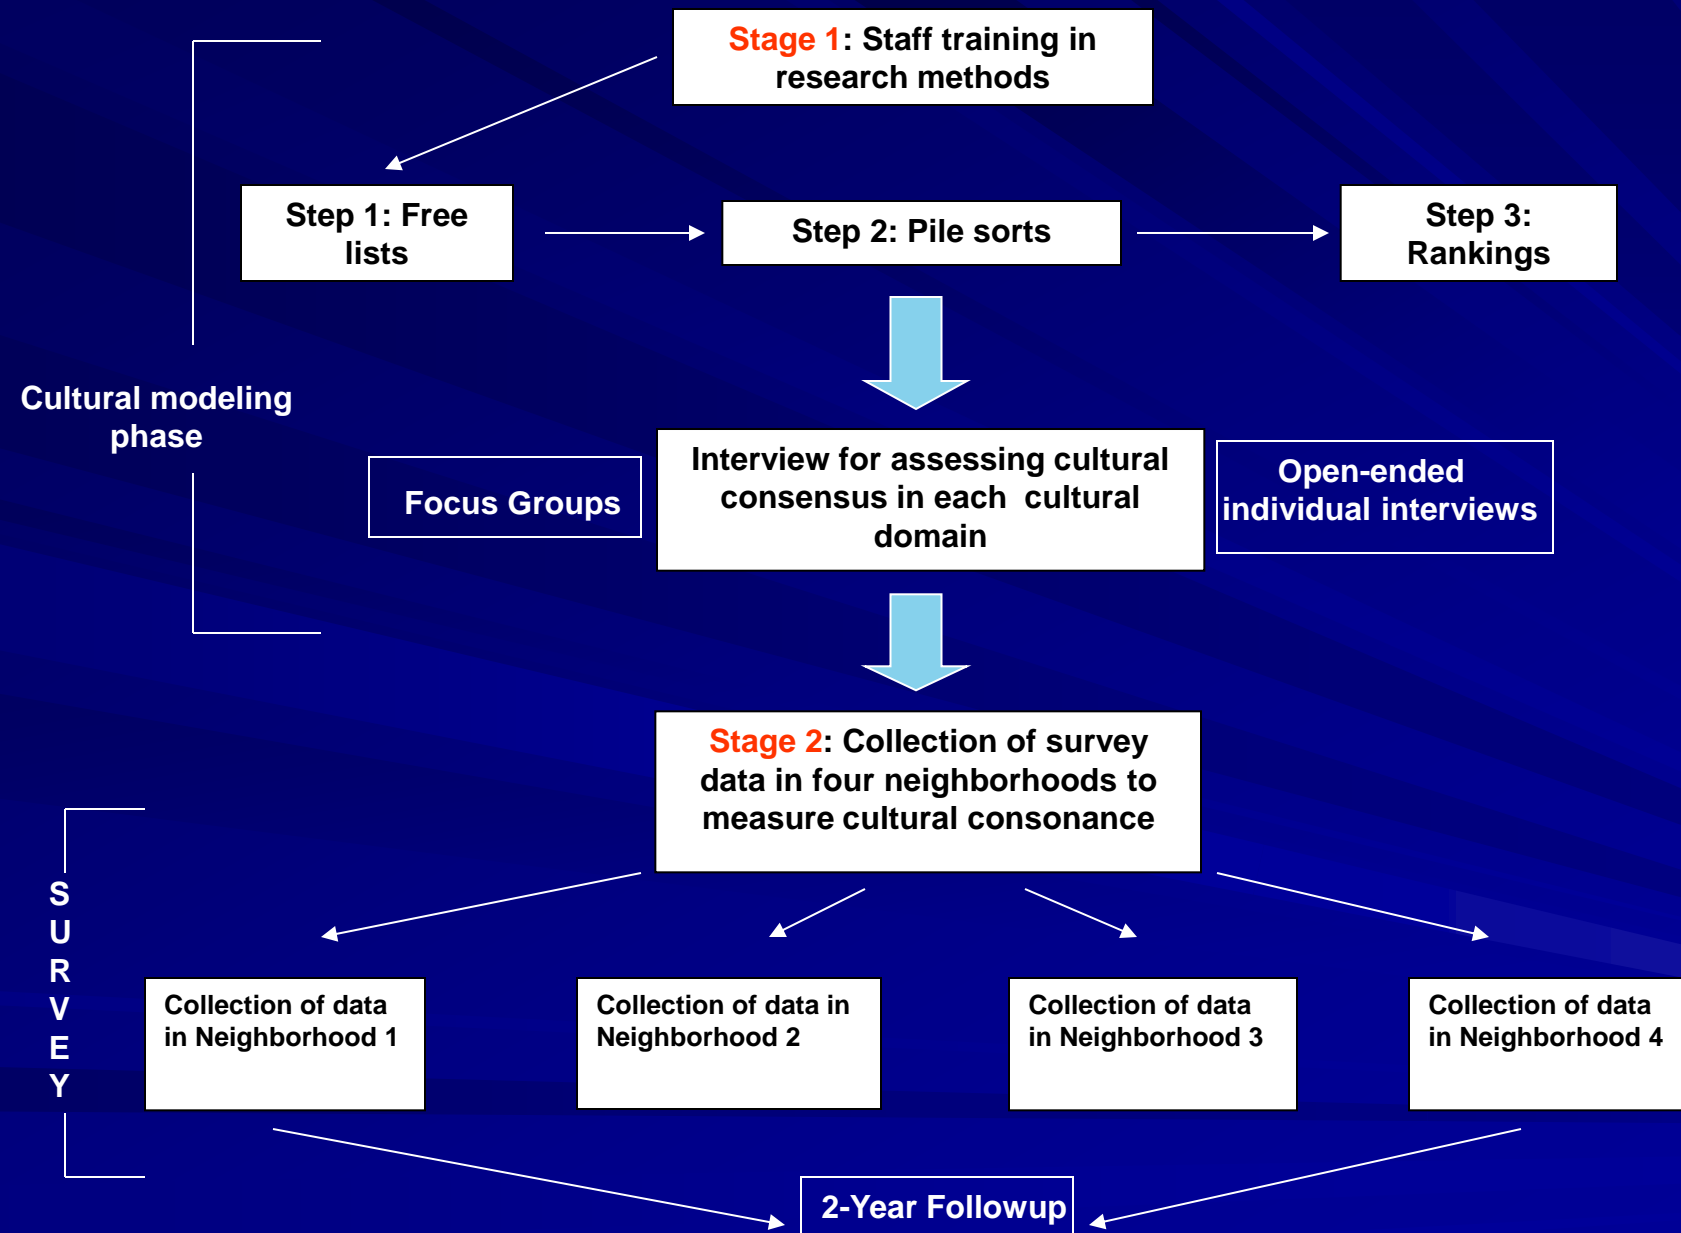 Stage 1: Staff training in
research methods
Step 1: Free
lists
Step 2: Pile sorts
Step 3:
Rankings
Cultural modeling
phase
Focus Groups
Interview for assessing cultural
consensus in each cultural
domain
Open-ended
individual interviews
Stage 2: Collection of survey
data in four neighborhoods to
measure cultural consonance
S
U
R
V
E
Y
Collection of data
in Neighborhood 1
Collection of data in
Neighborhood 2
Collection of data
in Neighborhood 3
Collection of data
in Neighborhood 4
2-Year Followup